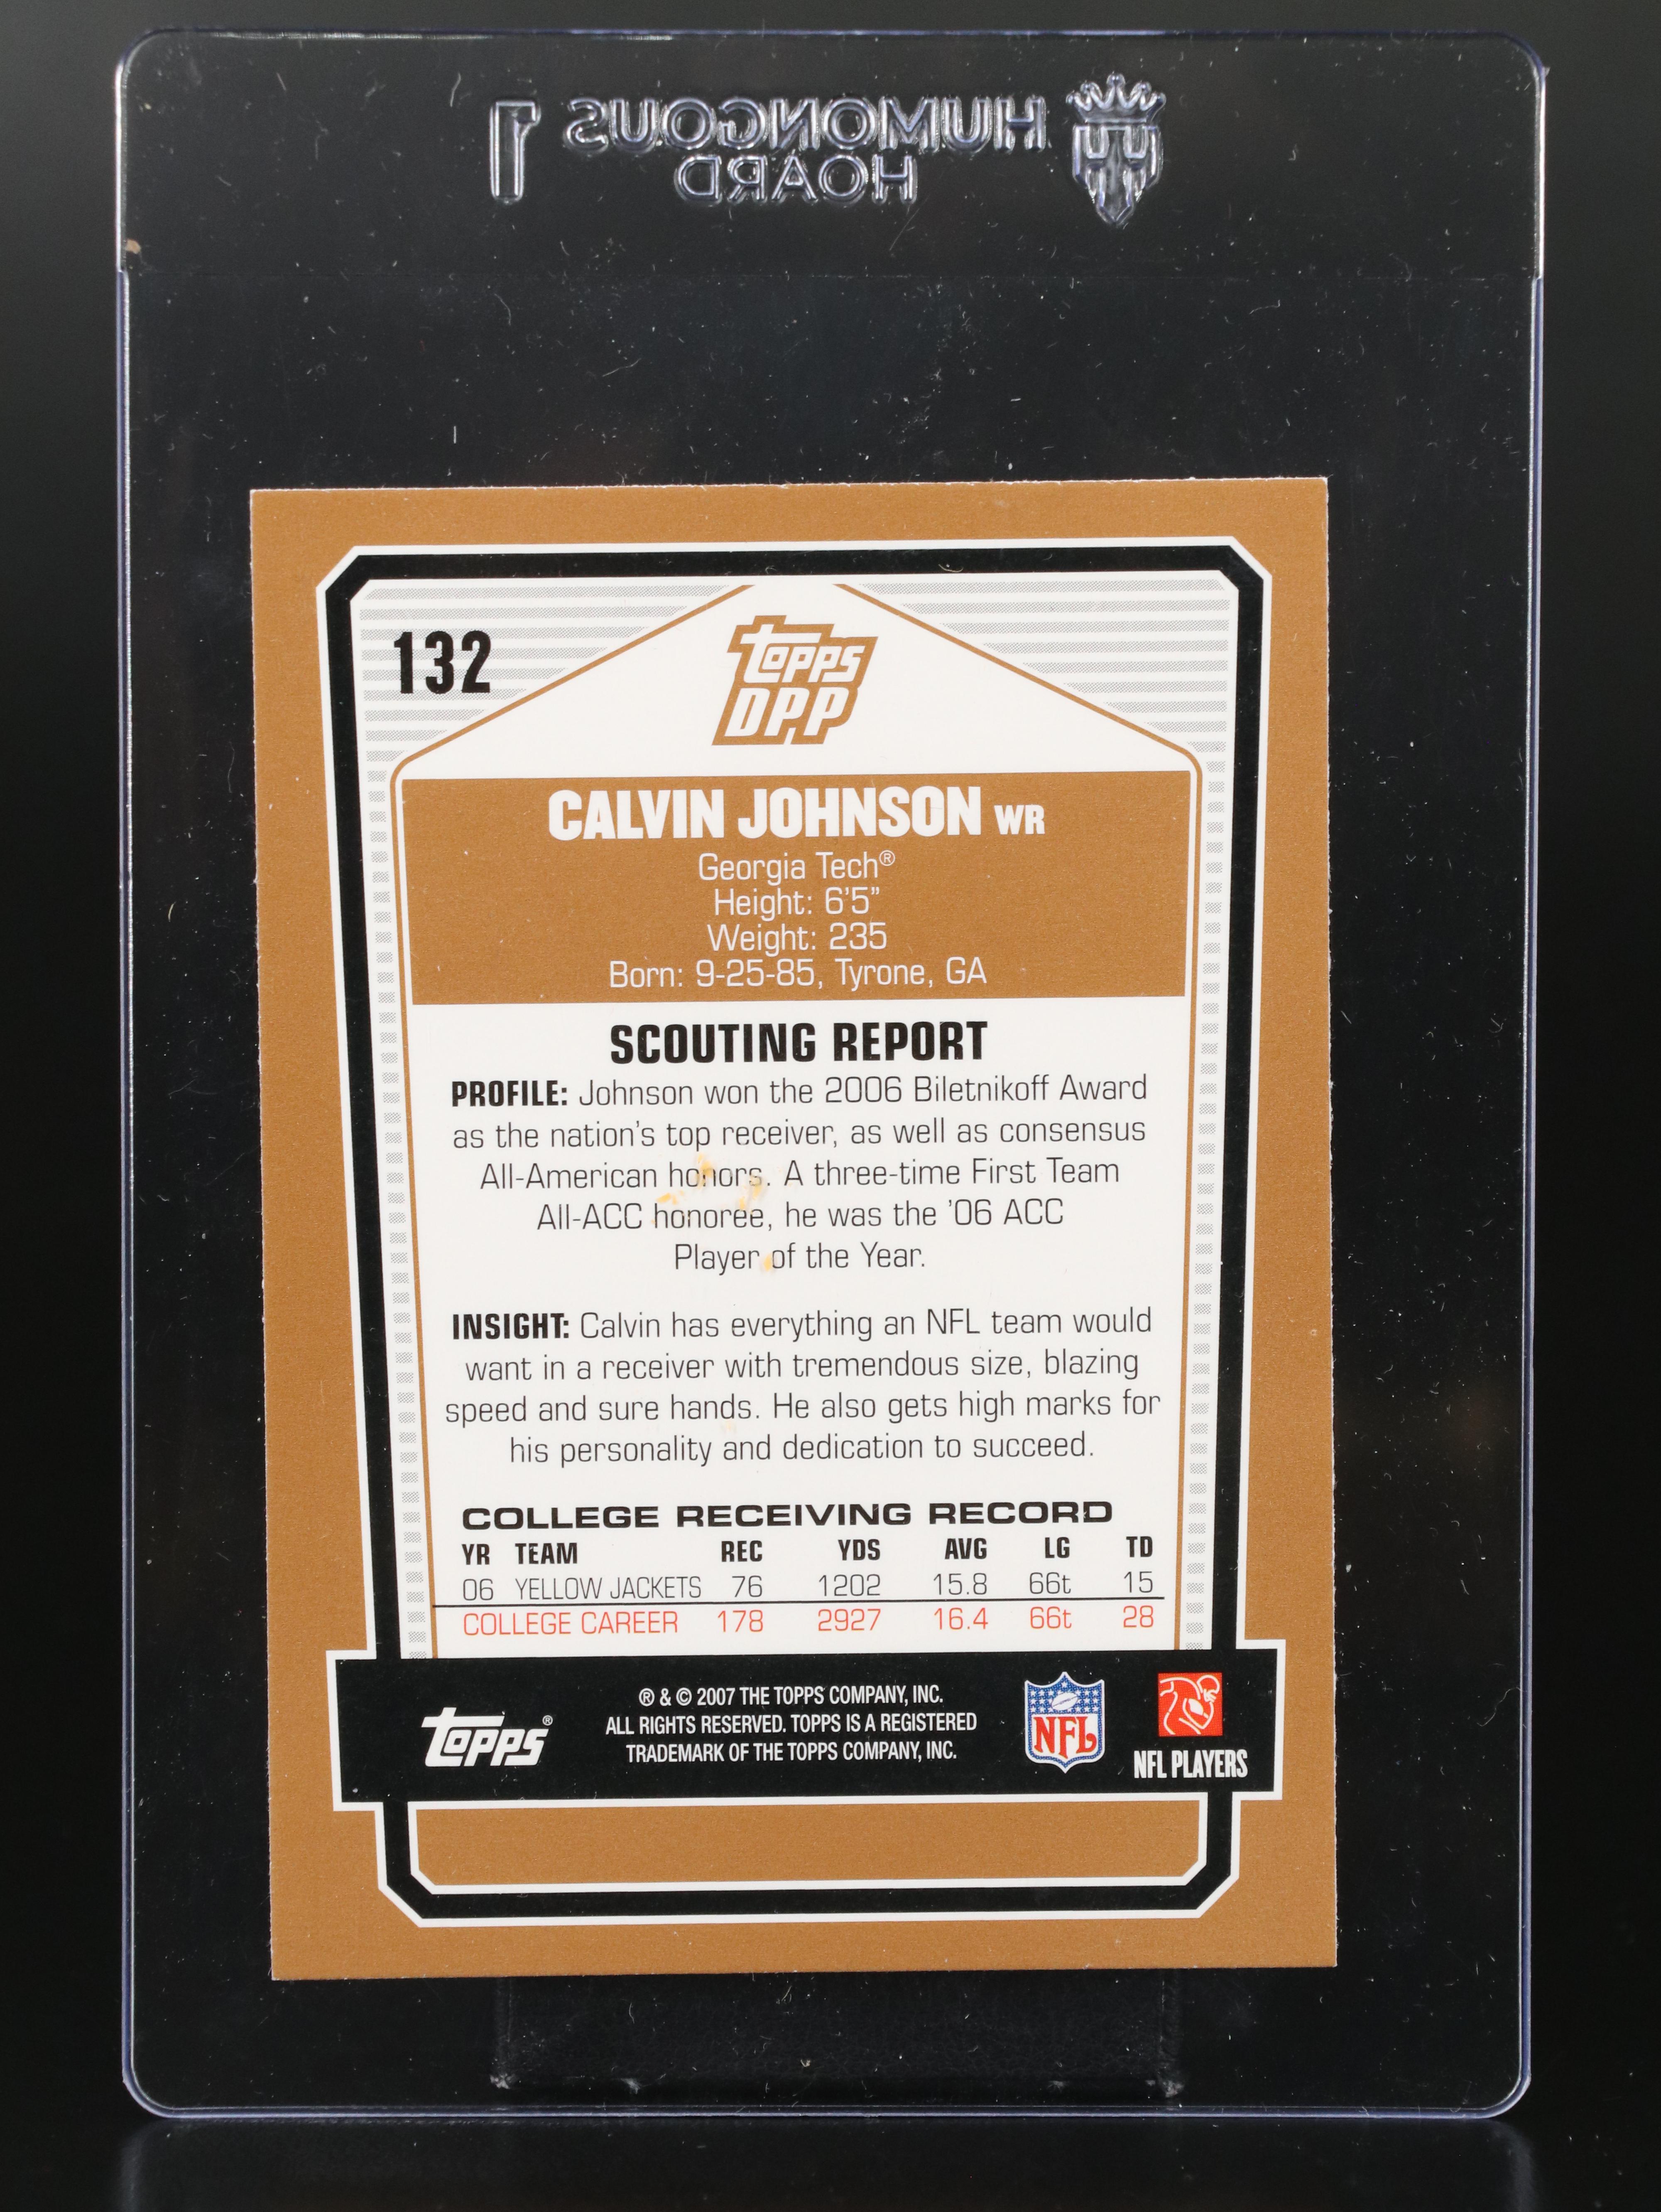 HUMONGOUS
HOARD
132
topps
DPP
CALVIN JOHNSON WR
Georgia Tech®
Height: 6'5"
Weight: 235
Born: 9-25-85, Tyrone, GA
SCOUTING REPORT
PROFILE: Johnson won the 2006 Biletnikoff Award
as the nation's top receiver, as well as consensus
All-American honors. A three-time First Team
All-ACC honoree, he was the '06 ACC
Player of the Year.
INSIGHT: Calvin has everything an NFL team would
want in a receiver with tremendous size, blazing
speed and sure hands. He also gets high marks for
his personality and dedication to succeed.
COLLEGE RECEIVING RECORD
YR TEAM REC YDS AVG LG TD
06 YELLOW JACKETS 76 1202 15.8 66t 15
COLLEGE CAREER 178 2927 16.4 66t 28
topps®
® & © 2007 THE TOPPS COMPANY, INC.
ALL RIGHTS RESERVED. TOPPS IS A REGISTERED
TRADEMARK OF THE TOPPS COMPANY, INC.
NFL
NFL PLAYERS